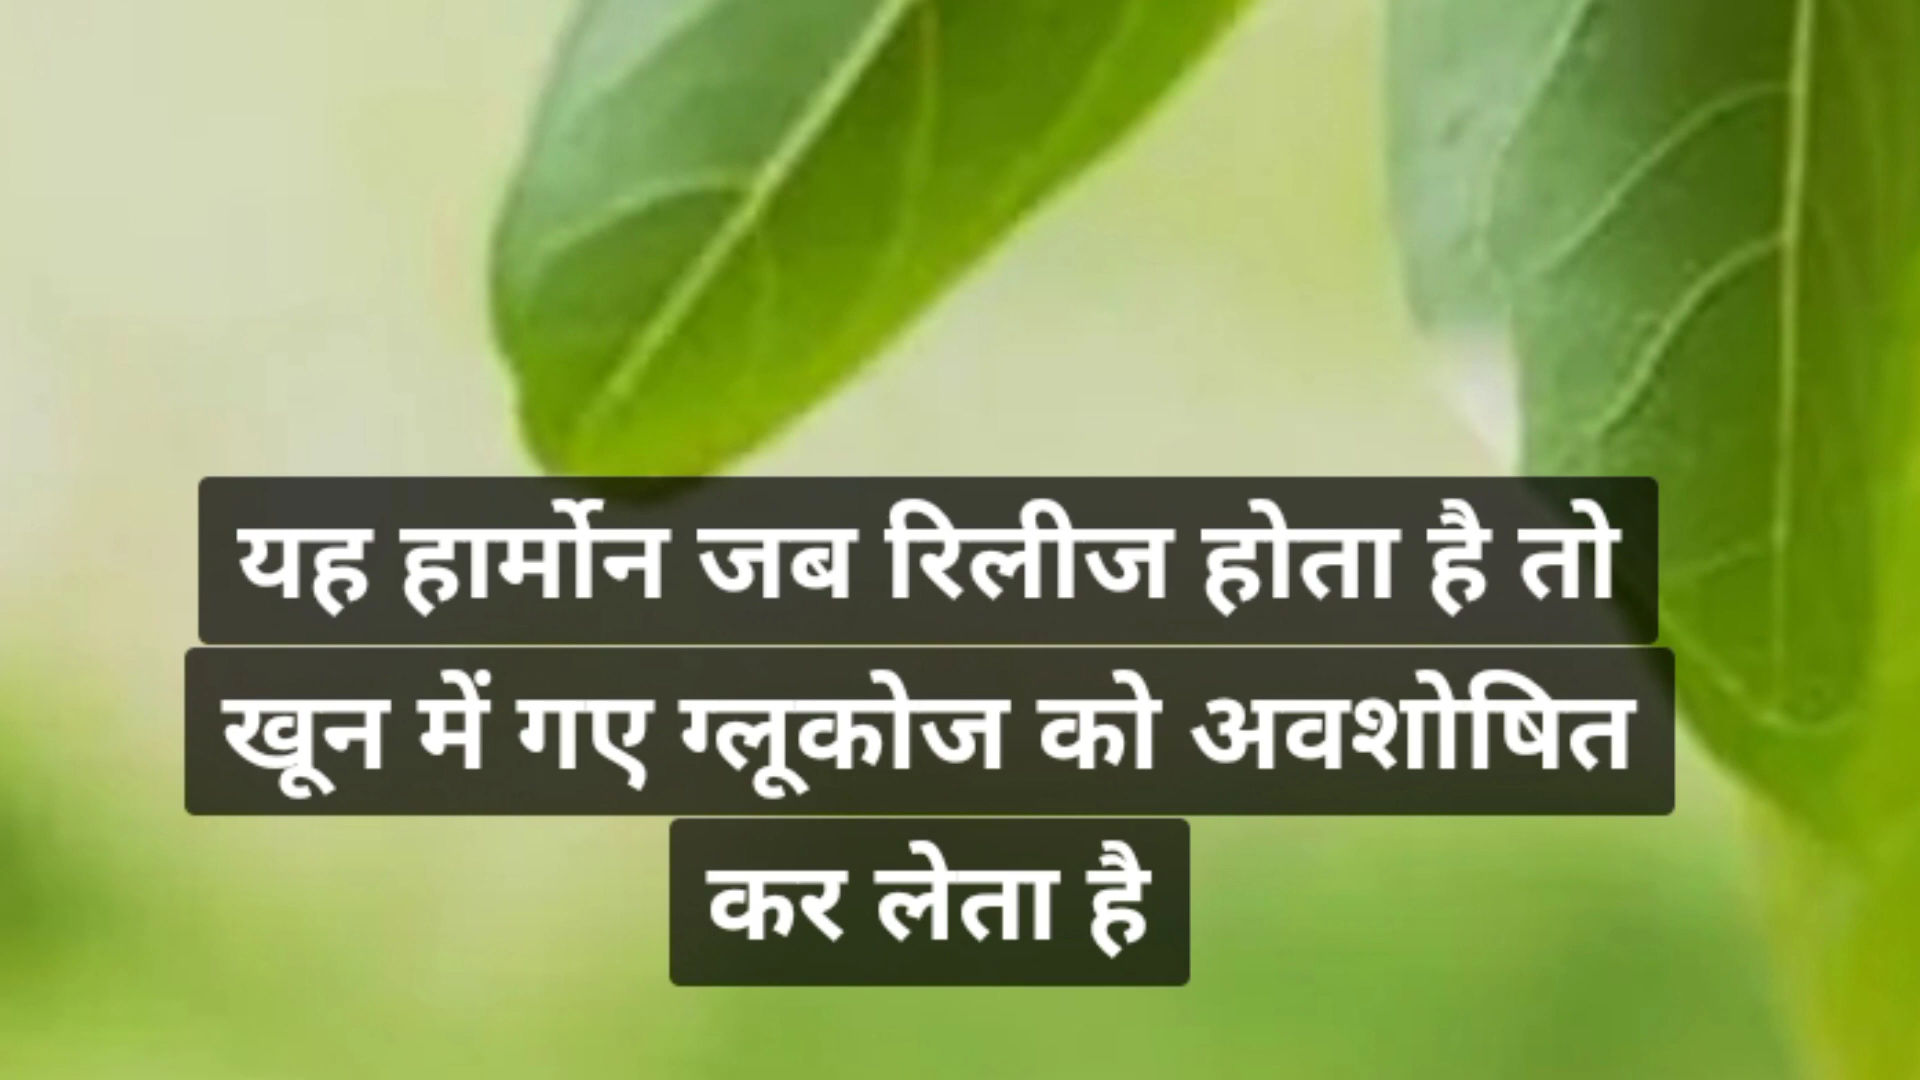 यह हार्मोन जब रिलीज होता है तो
खून में गए ग्लूकोज को अवशोषित
कर लेता है